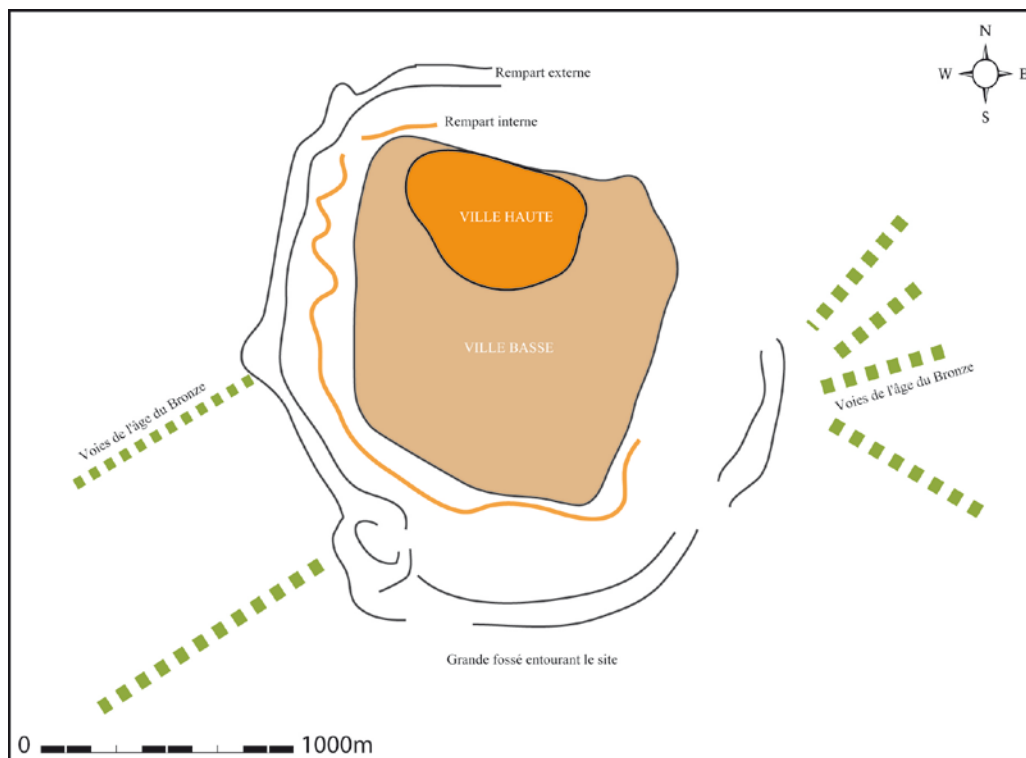 N
W E
S
Rempart externe
Rempart interne
VILLE HAUTE
VILLE BASSE
Voies de l'âge du Bronze
Voies de l'âge du Bronze
Grande fossé entourant le site
0 1000m